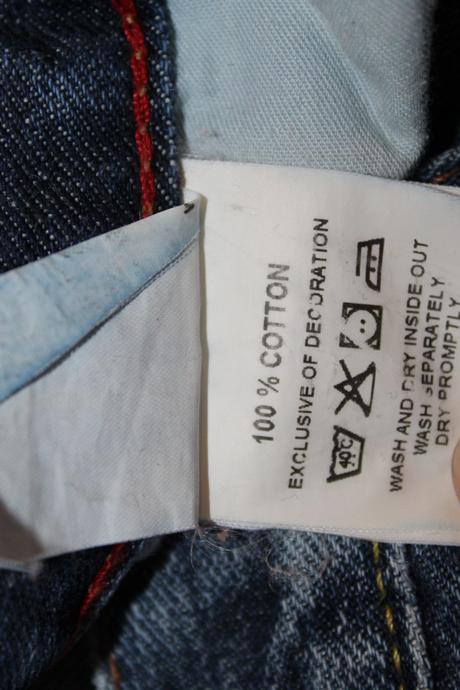 100 % COTTON
EXCLUSIVE OF DECORATION
40°C
WASH AND DRY INSIDE OUT
WASH SEPARATELY
DRY PROMPTLY